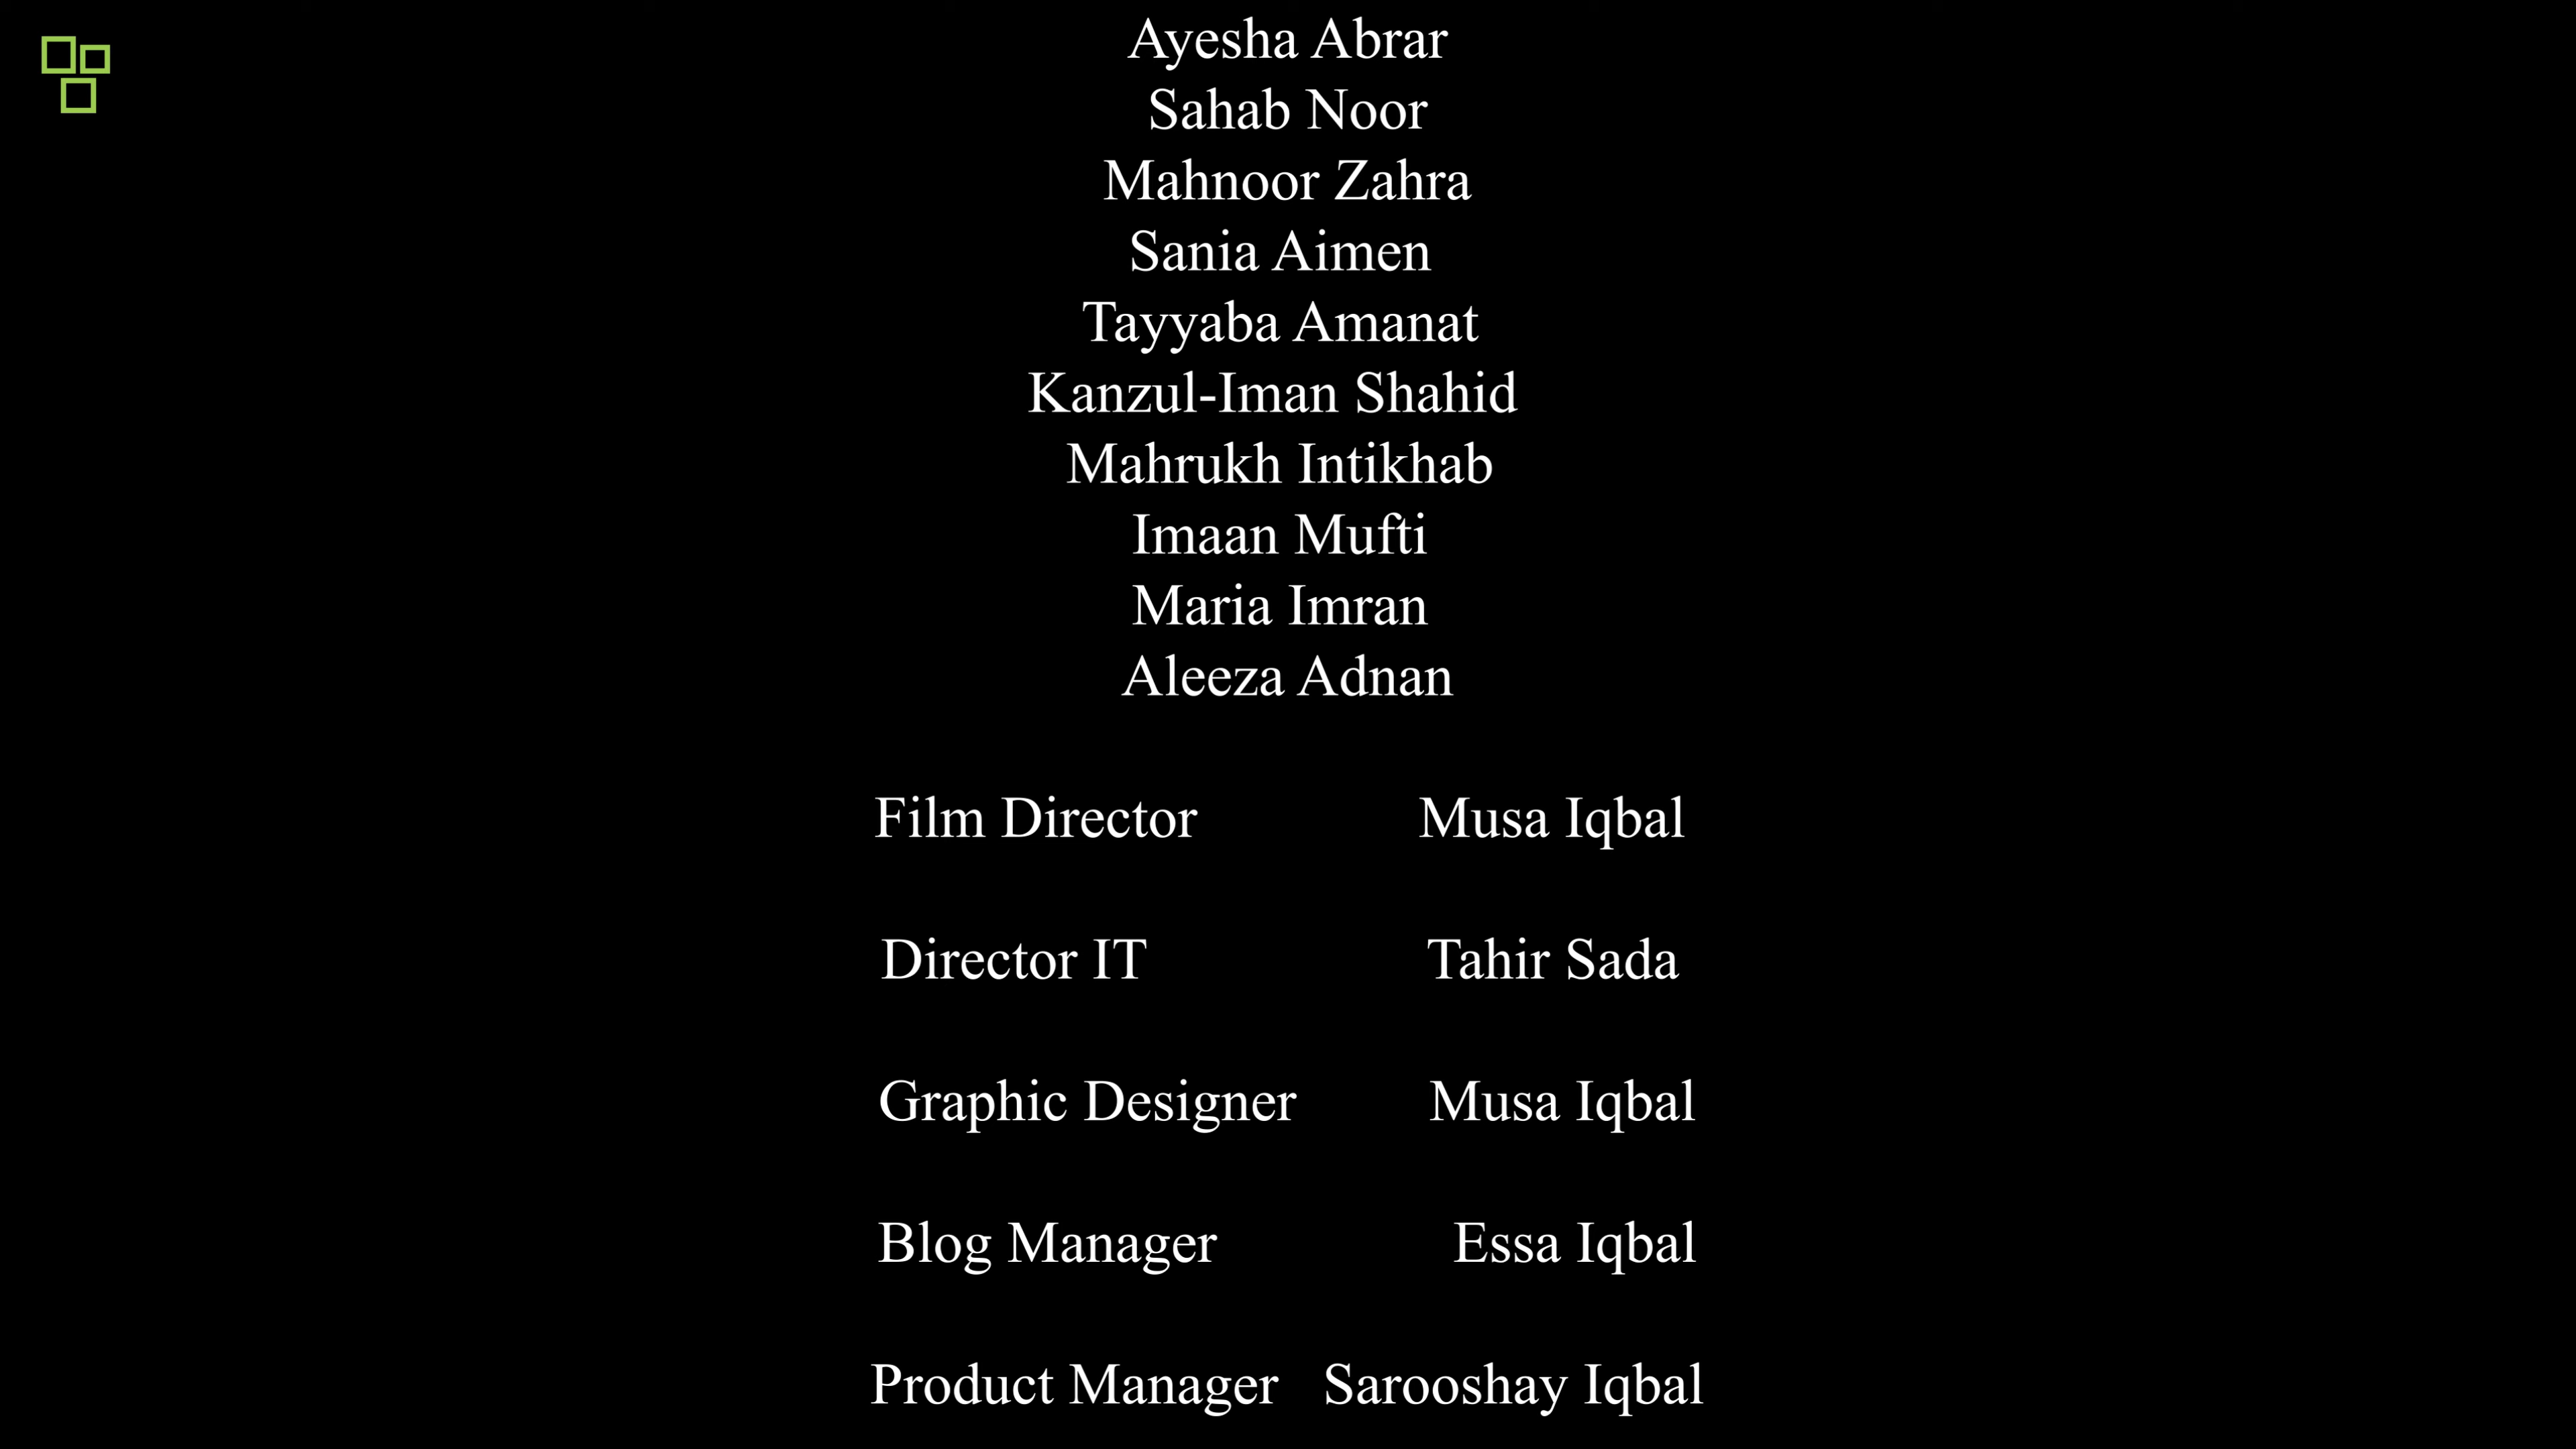 Ayesha Abrar
Sahab Noor
Mahnoor Zahra
Sania Aimen
Tayyaba Amanat
Kanzul-Iman Shahid
Mahrukh Intikhab
Imaan Mufti
Maria Imran
Aleeza Adnan
Film Director Musa Iqbal
Director IT Tahir Sada
Graphic Designer Musa Iqbal
Blog Manager Essa Iqbal
Product Manager Sarooshay Iqbal